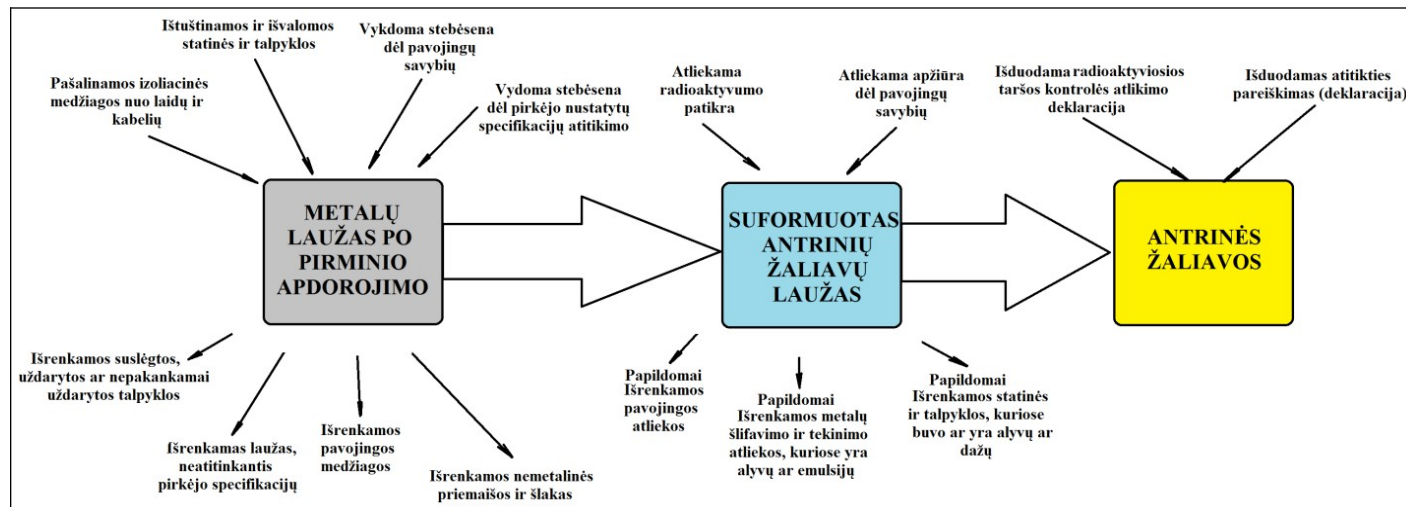 Ištuštinamos ir išvalomos
statinės ir talpyklos
Vykdoma stebėsena
dėl pavojingų
savybių
Pašalinamos izoliacinės
medžiagos nuo laidų ir
kabelių
Vydoma stebėsena
dėl pirkėjo nustatytų
specifikacijų atitikimo
Atliekama
radioaktyvumo
patikra
Atliekama apžiūra
dėl pavojingų
savybių
Išduodama radioaktyviosios
taršos kontrolės atlikimo
deklaracija
Išduodamas atitikties
pareiškimas (deklaracija)
METALŲ
LAUŽAS PO
PIRMINIO
APDOROJIMO
SUFORMUOTAS
ANTRINIŲ
ŽALIAVŲ
LAUŽAS
ANTRINĖS
ŽALIAVOS
Išrenkamos suslėgtos,
uždarytos ar nepakankamai
uždarytos talpyklos
Išrenkamas laužas,
neatitinkantis
pirkėjo specifikacijų
Išrenkamos
pavojingos
medžiagos
Išrenkamos nemetalinės
priemaišos ir šlakas
Papildomai
Išrenkamos
pavojingos
atliekos
Papildomai
Išrenkamos metalų
šlifavimo ir tekinimo
atliekos, kuriose yra
alyvų ar emulsijų
Papildomai
Išrenkamos statinės
ir talpyklos, kuriose
buvo ar yra alyvų ar
dažų